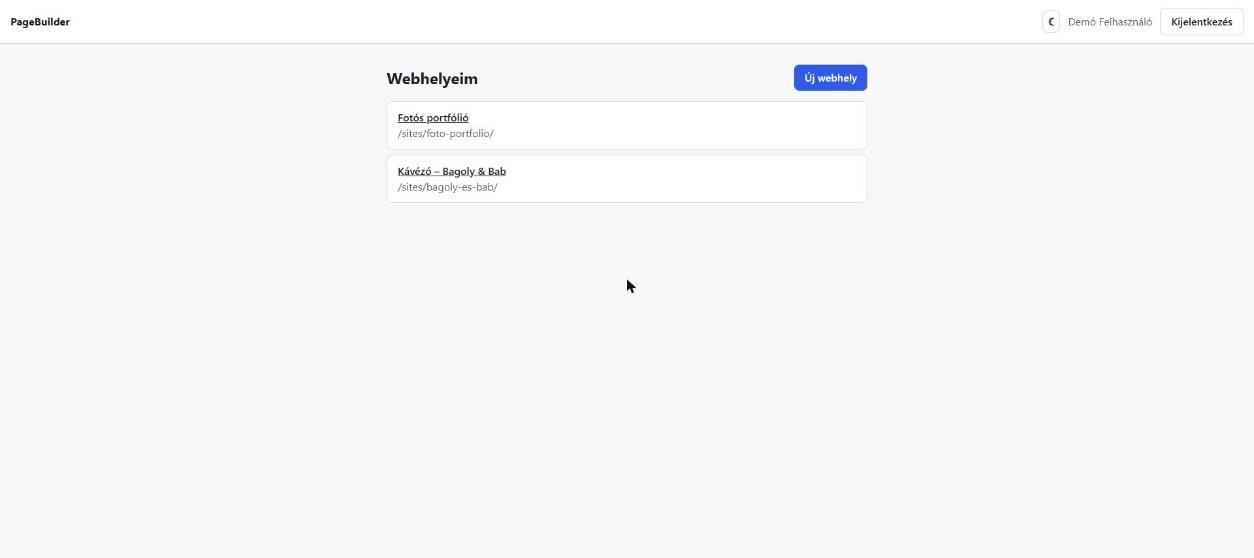 PageBuilder
Demó Felhasználó
Kijelentkezés
Webhelyeim
Új webhely
Fotós portfólió
/sites/foto-portfolio/
Kávézó – Bagoly & Bab
/sites/bagoly-es-bab/